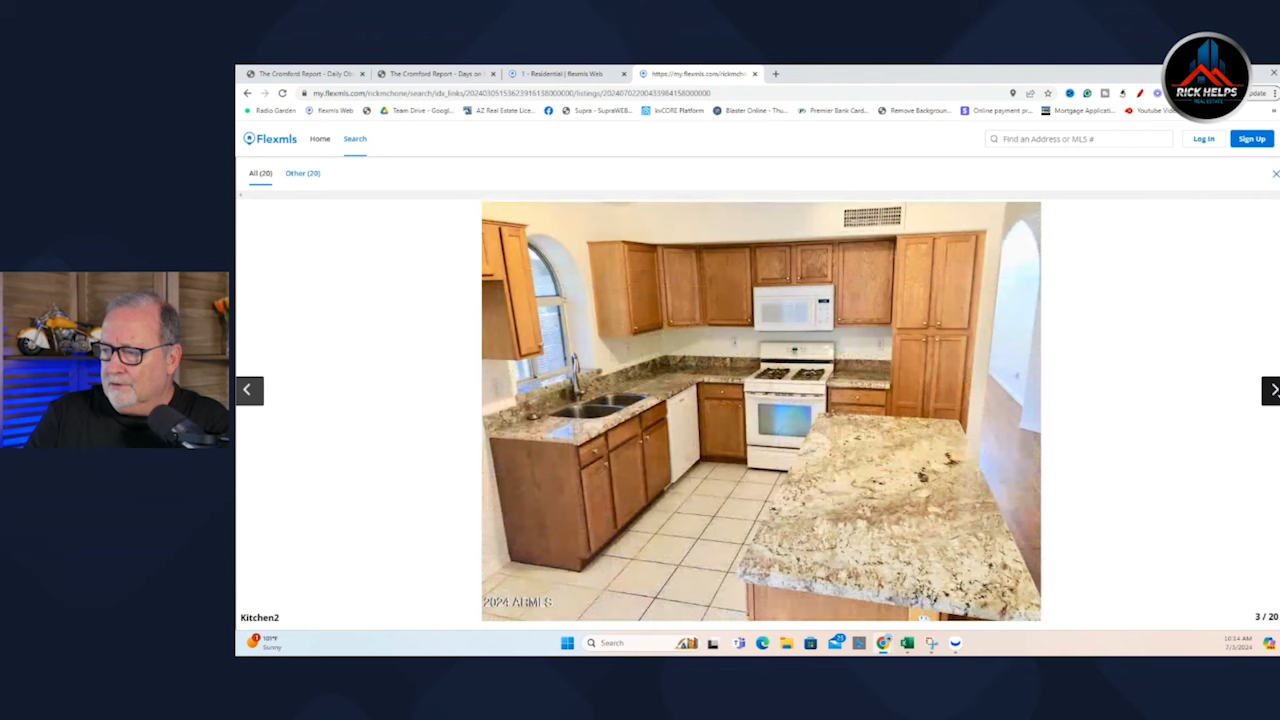 RICK HELPS
REAL ESTATE
The Cromford Report - Daily Ob
The Cromford Report - Days on
1 - Residential | flexmls Web
https://my.flexmls.com/rickmcho
my.flexmls.com/rickmchone/search/idx_links/20240305153623916138000000/listings/20240702200433984158000000
Radio Garden
flexmls Web
Team Drive - Googl...
AZ Real Estate Lice...
Supra - SupraWEB...
kvCORE Platform
Blaster Online - Thu...
Premier Bank Card...
Remove Backgroun...
Online payment pr...
Mortgage Applicati...
Youtube
Flexmls
Home
Search
Find an Address or MLS #
Log In
Sign Up
All (20)
Other (20)
2024 ARMLS
Kitchen2
3 / 20
101°F
Sunny
Search
10:14 AM
7/3/2024